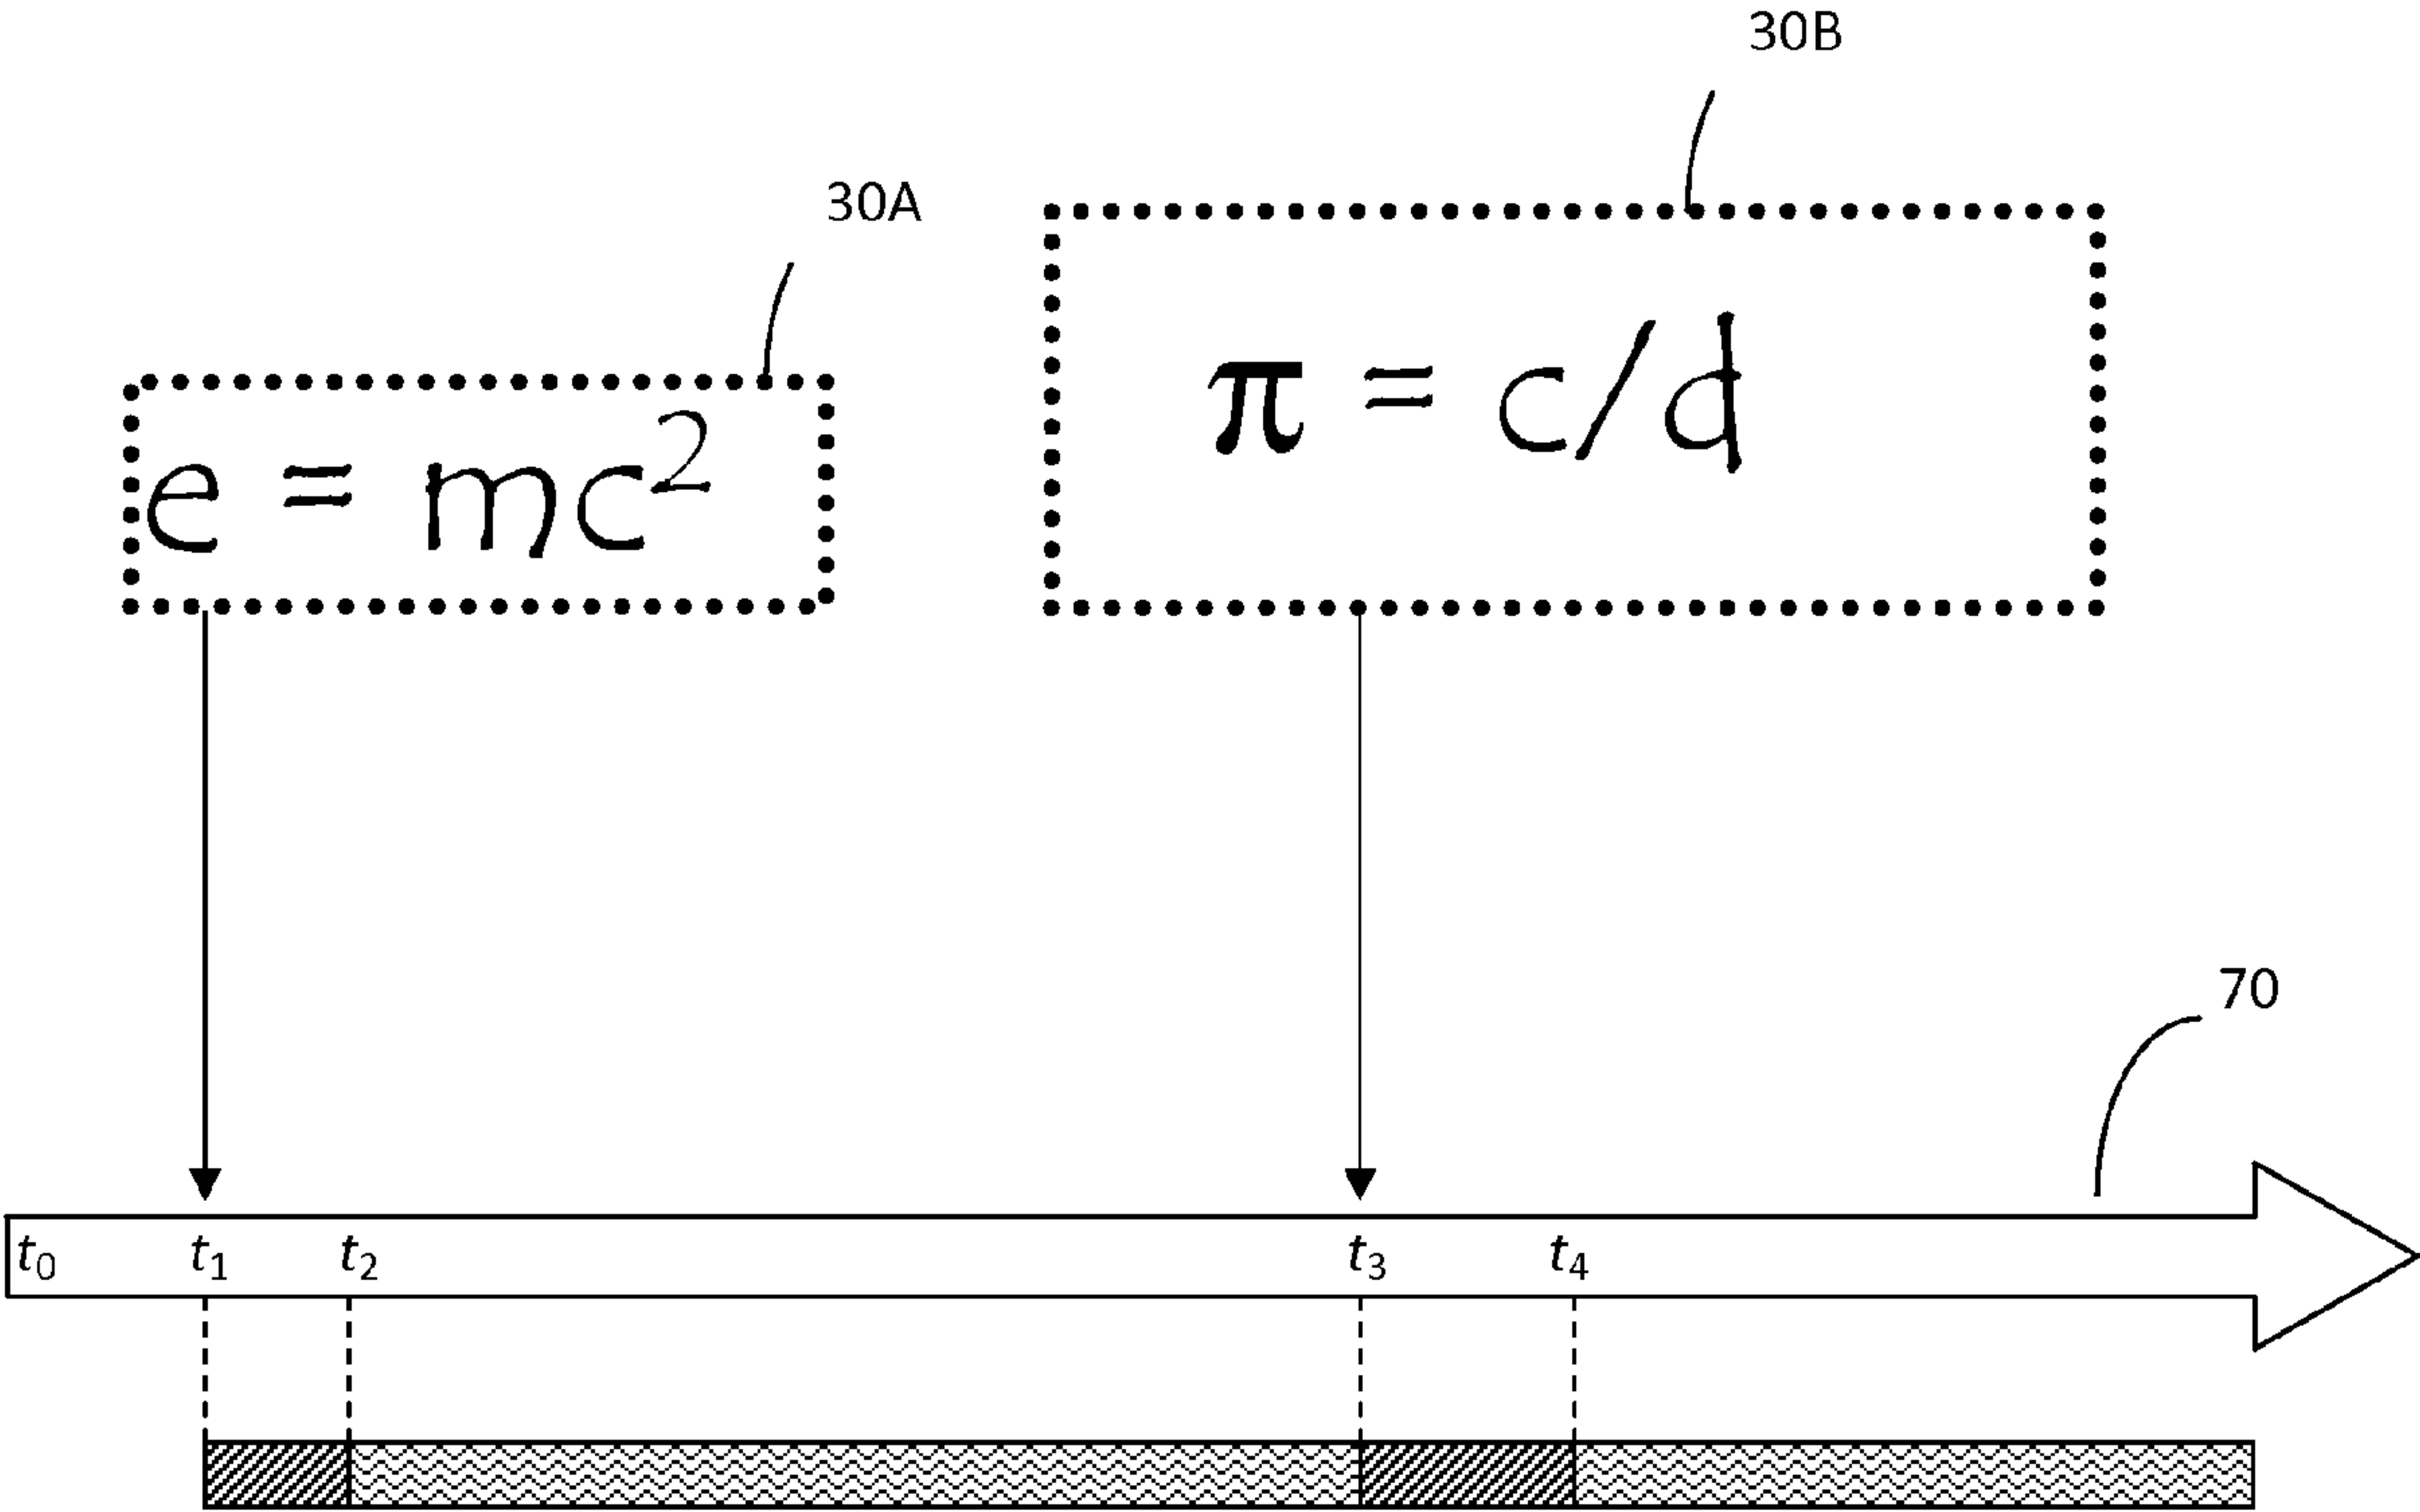 30B
30A
π = c/d
e = mc²
70
t₀ t₁ t₂ t₃ t₄